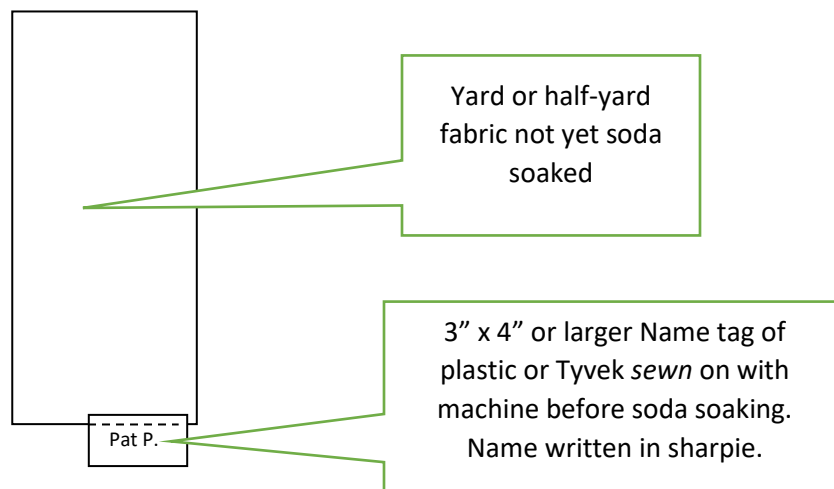 Yard or half-yard
fabric not yet soda
soaked
3” x 4” or larger Name tag of
plastic or Tyvek sewn on with
machine before soda soaking.
Name written in sharpie.
Pat P.